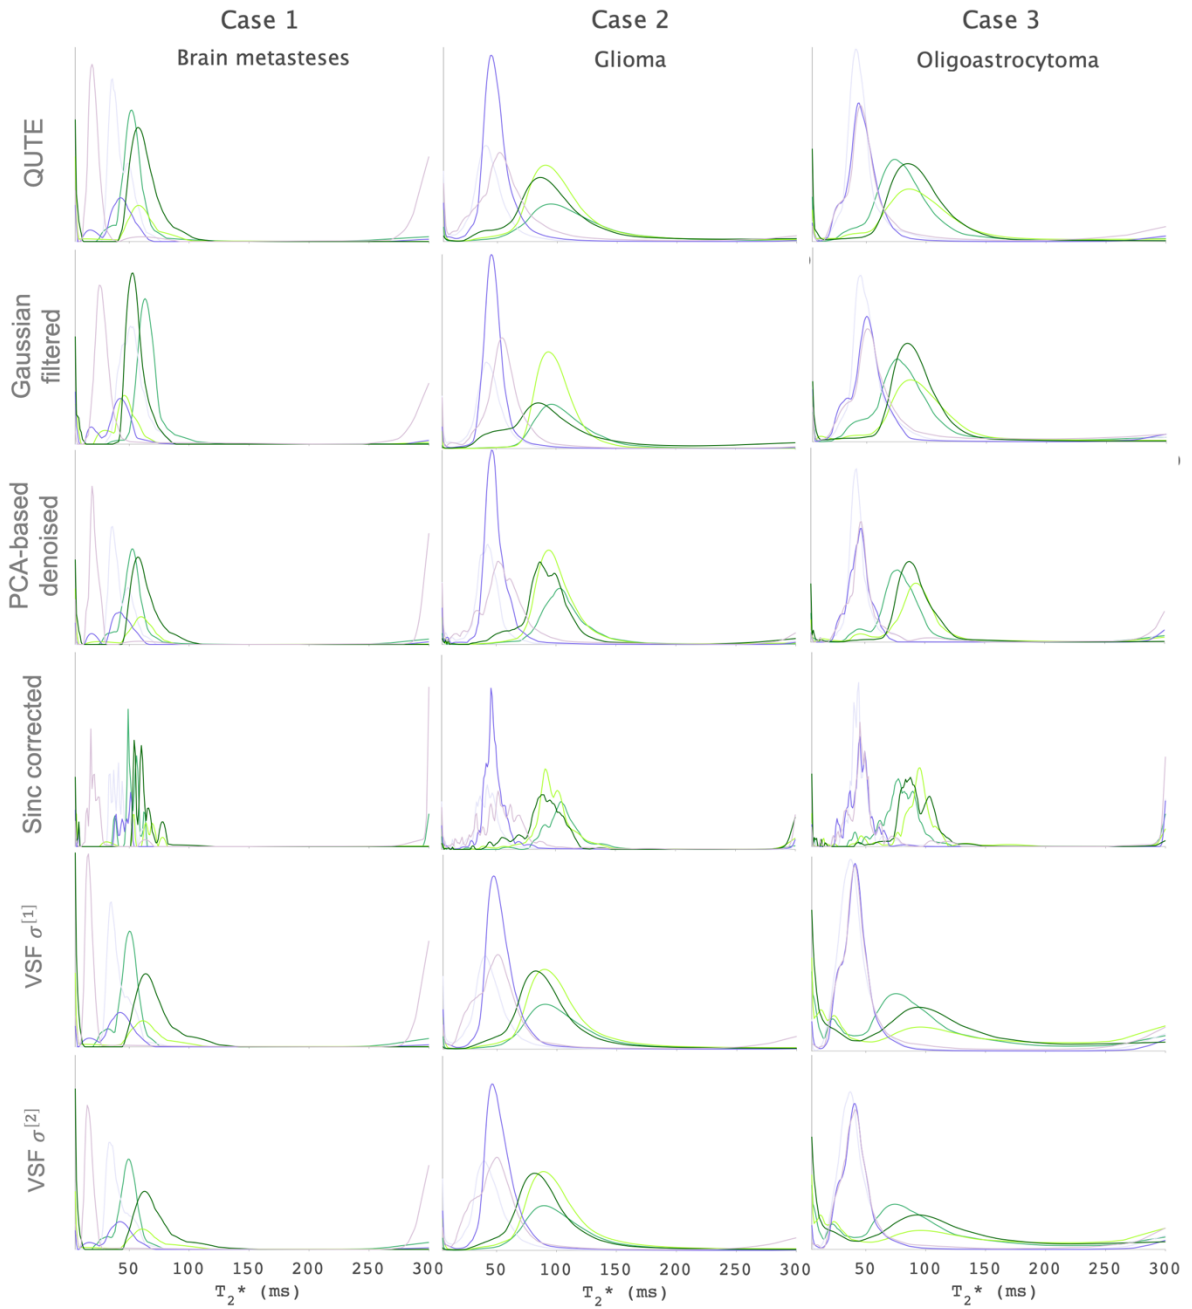 Case 1 Case 2 Case 3
Brain metasteses Glioma Oligoastrocytoma
QUTE
Gaussian
filtered
PCA-based
denoised
Sinc corrected
VSF σ[1]
VSF σ[2]
50 100 150 200 250 300 50 100 150 200 250 300 50 100 150 200 250 300
T2* (ms) T2* (ms) T2* (ms)